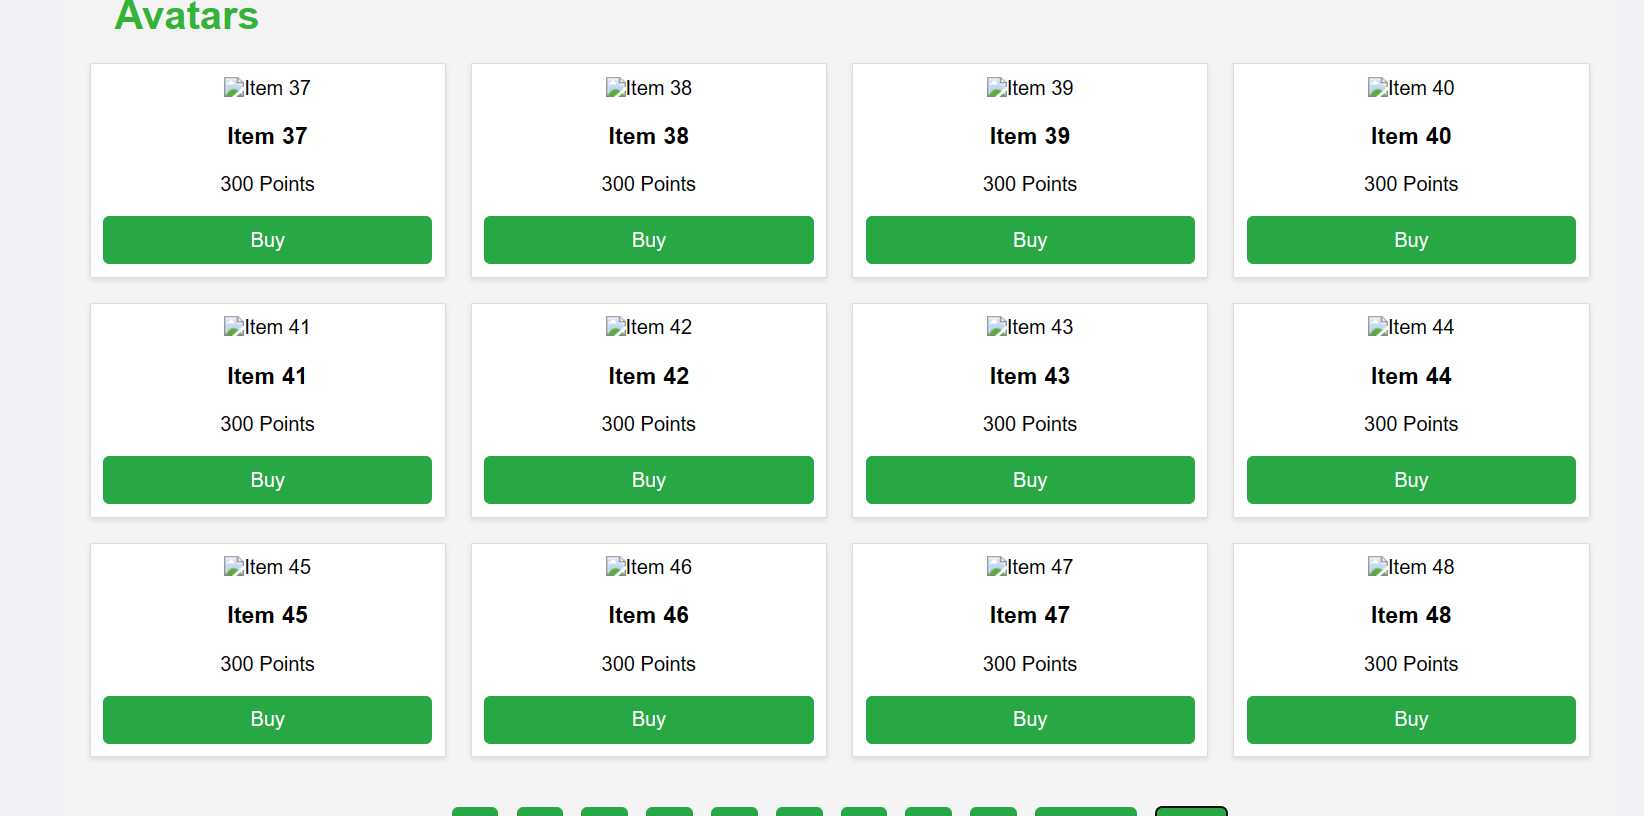 Avatars
Item 37 Item 38 Item 39 Item 40
Item 37 Item 38 Item 39 Item 40
300 Points 300 Points 300 Points 300 Points
Buy Buy Buy Buy
Item 41 Item 42 Item 43 Item 44
Item 41 Item 42 Item 43 Item 44
300 Points 300 Points 300 Points 300 Points
Buy Buy Buy Buy
Item 45 Item 46 Item 47 Item 48
Item 45 Item 46 Item 47 Item 48
300 Points 300 Points 300 Points 300 Points
Buy Buy Buy Buy